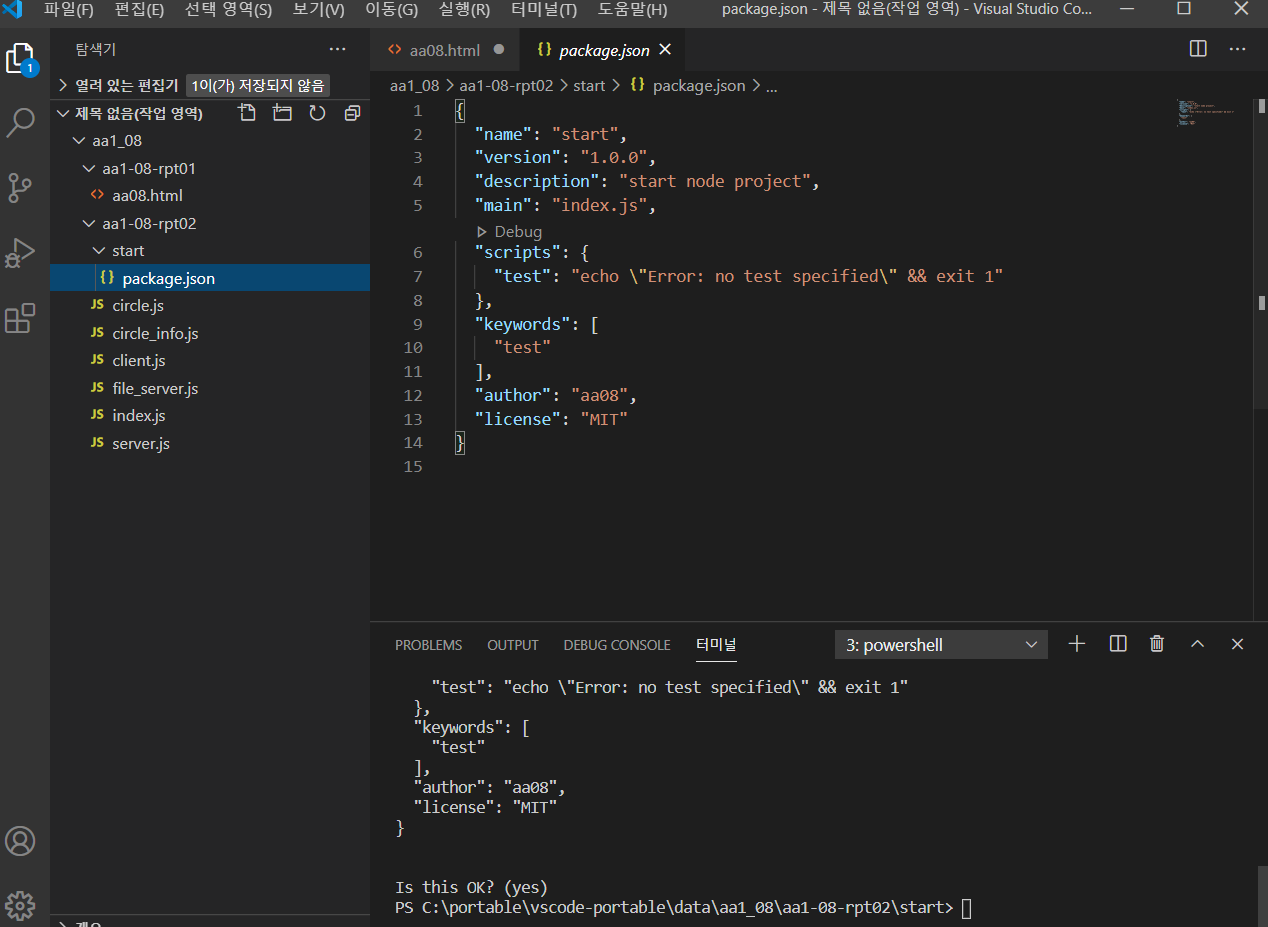 파일(F) 편집(E) 선택 영역(S) 보기(V) 이동(G) 실행(R) 터미널(T) 도움말(H) package.json - 제목 없음(작업 영역) - Visual Studio Co...
탐색기
1
열려 있는 편집기 1이(가) 저장되지 않음
제목 없음(작업 영역)
aa1_08
aa1-08-rpt01
<> aa08.html
aa1-08-rpt02
start
{} package.json
JS circle.js
JS circle_info.js
JS client.js
JS file_server.js
JS index.js
JS server.js
개요
<> aa08.html {} package.json
aa1_08 > aa1-08-rpt02 > start > {} package.json > ...
1 {
2 "name": "start",
3 "version": "1.0.0",
4 "description": "start node project",
5 "main": "index.js",
Debug
6 "scripts": {
7 "test": "echo \"Error: no test specified\" && exit 1"
8 },
9 "keywords": [
10 "test"
11 ],
12 "author": "aa08",
13 "license": "MIT"
14 }
15
PROBLEMS OUTPUT DEBUG CONSOLE 터미널 3: powershell
"test": "echo \"Error: no test specified\" && exit 1"
},
"keywords": [
"test"
],
"author": "aa08",
"license": "MIT"
}
Is this OK? (yes)
PS C:\portable\vscode-portable\data\aa1_08\aa1-08-rpt02\start>